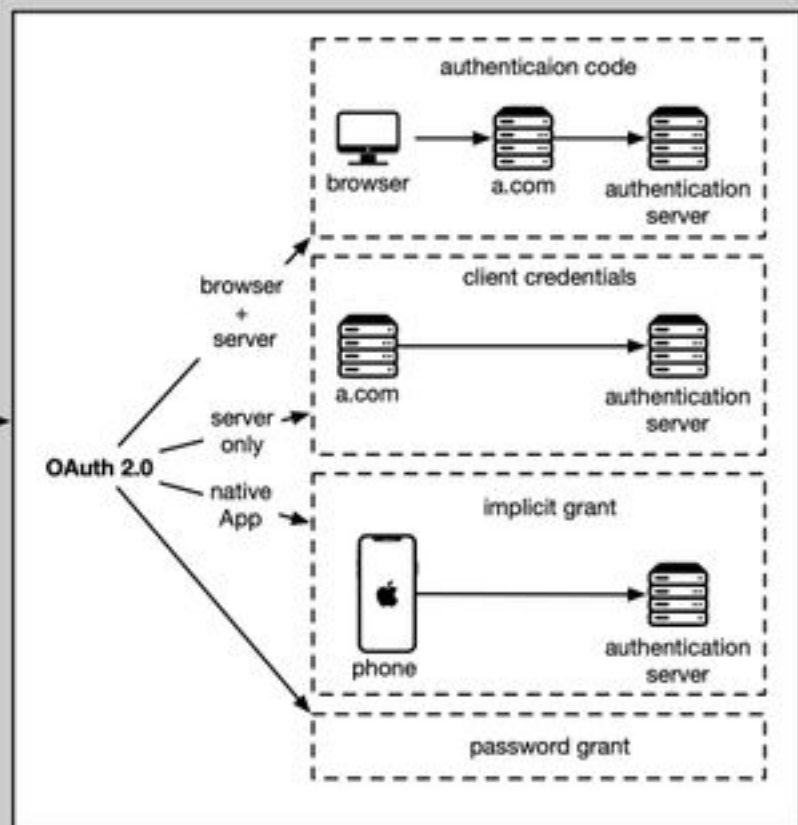 authenticaion code
browser
a.com
authentication
server
browser
+
server
client credentials
a.com
authentication
server
server
only
OAuth 2.0
native
App
implicit grant
phone
authentication
server
password grant